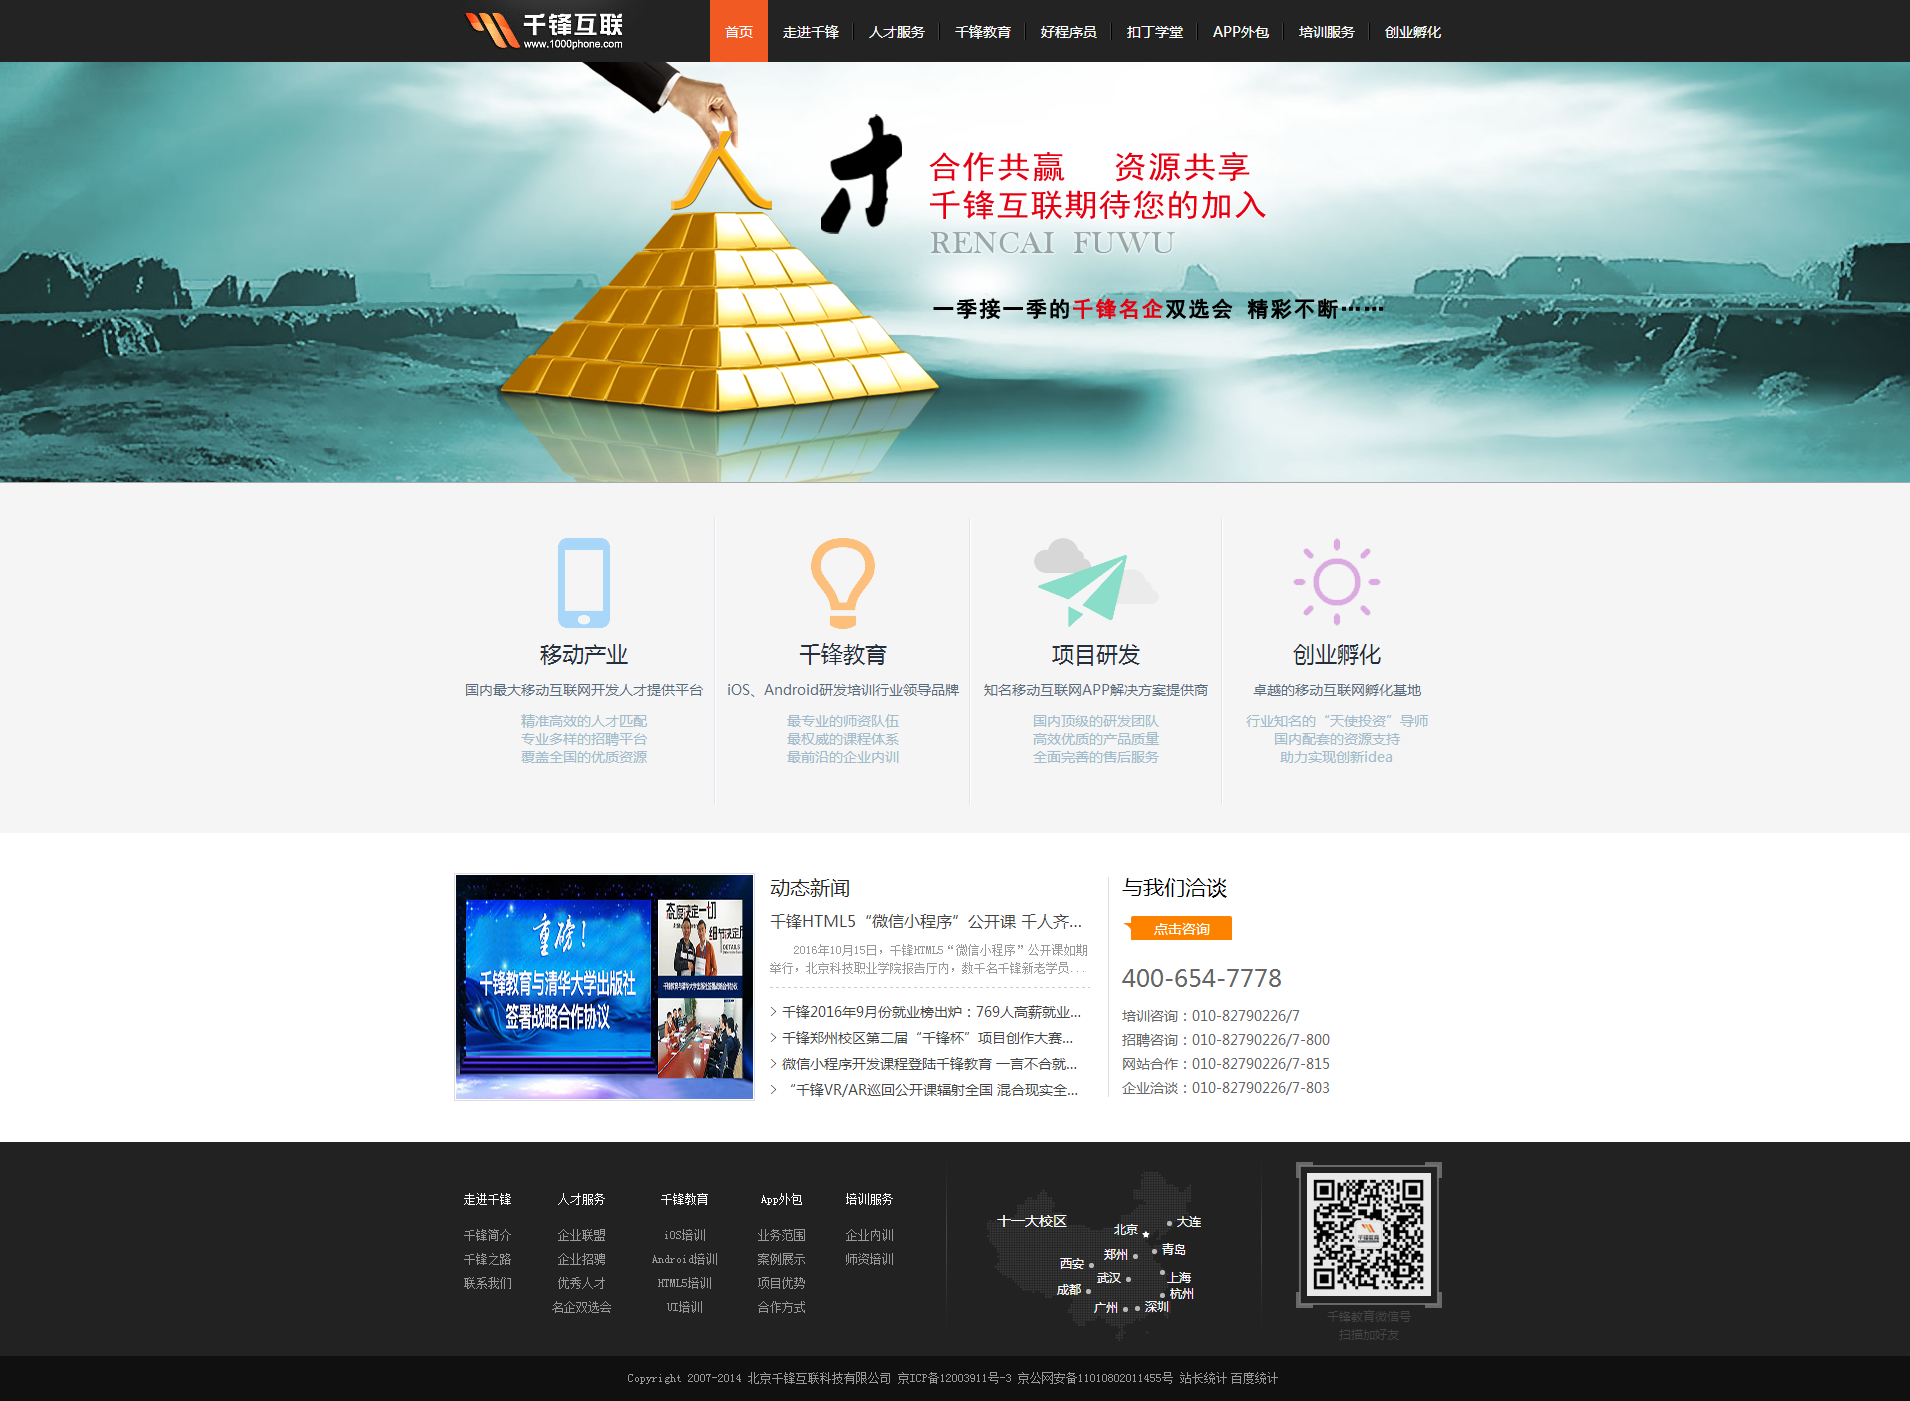 千锋互联
www.1000phone.com
首页 走进千锋 人才服务 千锋教育 好程序员 扣丁学堂 APP外包 培训服务 创业孵化
人才
合作共赢 资源共享
千锋互联期待您的加入
RENCAI FUWU
一季接一季的千锋名企双选会 精彩不断……
移动产业
国内最大移动互联网开发人才提供平台
精准高效的人才匹配
专业多样的招聘平台
覆盖全国的优质资源
千锋教育
iOS、Android研发培训行业领导品牌
最专业的师资队伍
最权威的课程体系
最前沿的企业内训
项目研发
知名移动互联网APP解决方案提供商
国内顶级的研发团队
高效优质的产品质量
全面完善的售后服务
创业孵化
卓越的移动互联网孵化基地
行业知名的“天使投资”导师
国内配套的资源支持
助力实现创新idea
重磅!
千锋教育与清华大学出版社
签署战略合作协议
态度决定一切
细节决定成
DETAILS
千锋教育与清华大学出版社签署战略合作协议
动态新闻
千锋HTML5“微信小程序”公开课 千人齐...
2016年10月15日，千锋HTML5“微信小程序”公开课如期
举行，北京科技职业学院报告厅内，数千名千锋新老学员...
千锋2016年9月份就业榜出炉：769人高薪就业...
千锋郑州校区第二届“千锋杯”项目创作大赛...
微信小程序开发课程登陆千锋教育 一言不合就...
“千锋VR/AR巡回公开课辐射全国 混合现实全...
与我们洽谈
点击咨询
400-654-7778
培训咨询：010-82790226/7
招聘咨询：010-82790226/7-800
网站合作：010-82790226/7-815
企业洽谈：010-82790226/7-803
走进千锋
千锋简介
千锋之路
联系我们
人才服务
企业联盟
企业招聘
优秀人才
名企双选会
千锋教育
iOS培训
Android培训
HTML5培训
UI培训
App外包
业务范围
案例展示
项目优势
合作方式
培训服务
企业内训
师资培训
十一大校区
北京
大连
青岛
郑州
西安
武汉
上海
成都
杭州
广州
深圳
千锋教育
千锋教育微信号
扫描加好友
Copyright 2007-2014 北京千锋互联科技有限公司 京ICP备12003911号-3 京公网安备11010802011455号 站长统计 百度统计